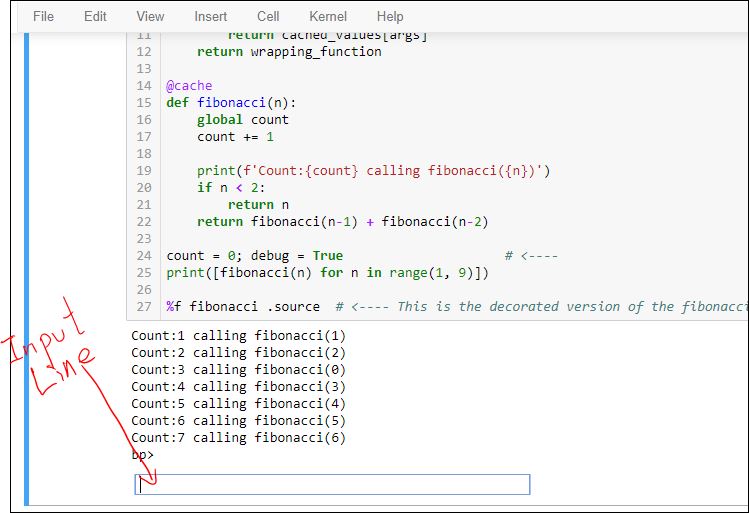 File Edit View Insert Cell Kernel Help
11 return cached_values[args]
12 return wrapping_function
13
14 @cache
15 def fibonacci(n):
16 global count
17 count += 1
18
19 print(f'Count:{count} calling fibonacci({n})')
20 if n < 2:
21 return n
22 return fibonacci(n-1) + fibonacci(n-2)
23
24 count = 0; debug = True # <----
25 print([fibonacci(n) for n in range(1, 9)])
26
27 %f fibonacci .source # <---- This is the decorated version of the fibonacci
Count:1 calling fibonacci(1)
Count:2 calling fibonacci(2)
Count:3 calling fibonacci(0)
Count:4 calling fibonacci(3)
Count:5 calling fibonacci(4)
Count:6 calling fibonacci(5)
Count:7 calling fibonacci(6)
bp>
Input
Line